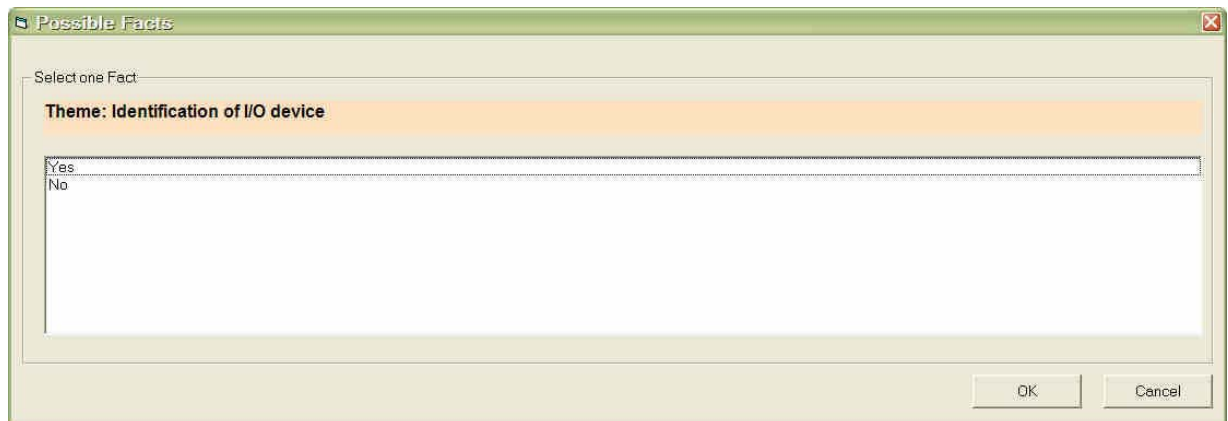 Possible Facts
Select one Fact
Theme: Identification of I/O device
Yes
No
OK
Cancel